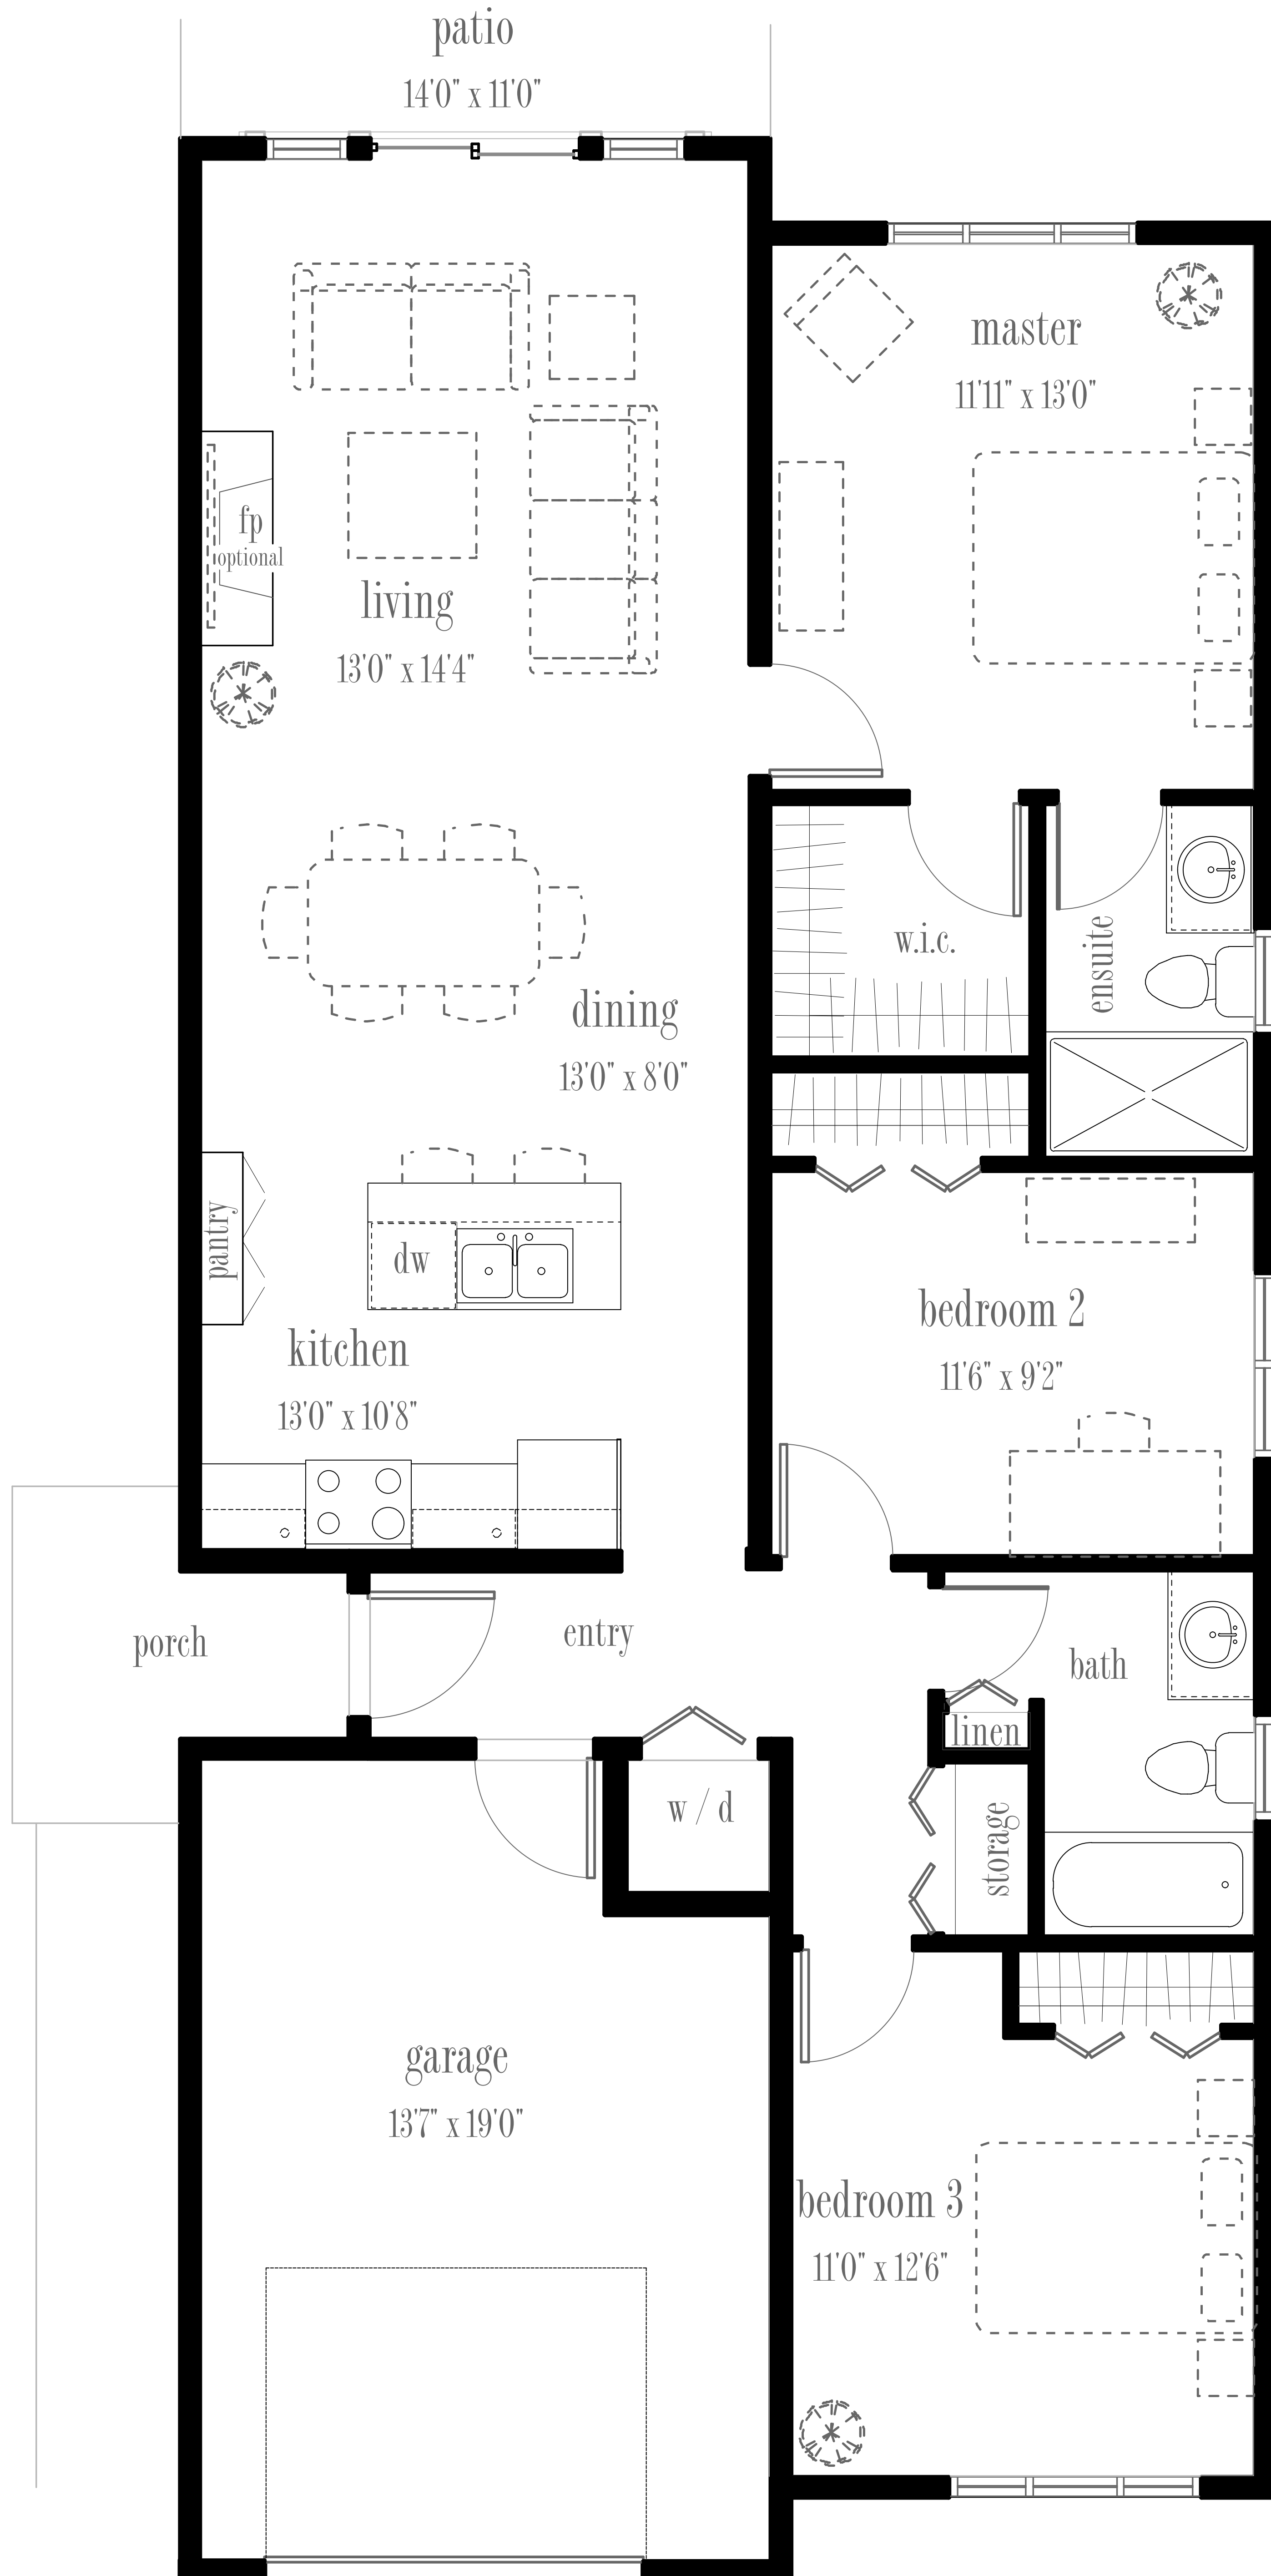 patio
14'0" x 11'0"
master
11'11" x 13'0"
fp
optional
living
13'0" x 14'4"
w.i.c.
ensuite
dining
13'0" x 8'0"
pantry
dw
kitchen
13'0" x 10'8"
bedroom 2
11'6" x 9'2"
porch
entry
bath
linen
w / d
storage
garage
13'7" x 19'0"
bedroom 3
11'0" x 12'6"